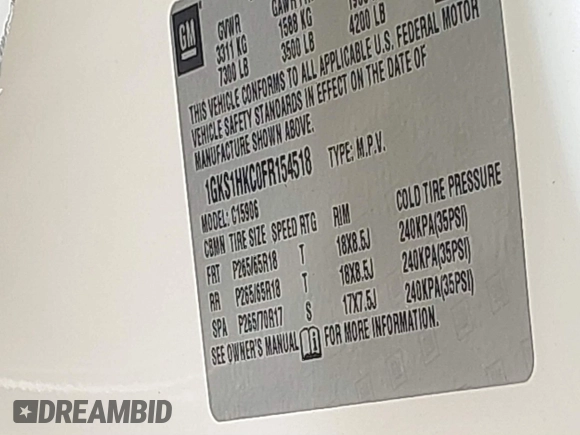 GM
GVWR
3311 KG 1588 KG
7300 LB 3500 LB 4200 LB
THIS VEHICLE CONFORMS TO ALL APPLICABLE U.S. FEDERAL MOTOR
VEHICLE SAFETY STANDARDS IN EFFECT ON THE DATE OF
MANUFACTURE SHOWN ABOVE.
1GKS1HKC0FR154518 TYPE: M.P.V.
MODEL: C15906
CBMN TIRE SIZE SPEED RTG RIM COLD TIRE PRESSURE
FRT P265/65R18 T 18X8.5J 240KPA(35PSI)
RR P265/65R18 T 18X8.5J 240KPA(35PSI)
SPA P265/70R17 S 17X7.5J 240KPA(35PSI)
SEE OWNER'S MANUAL FOR MORE INFORMATION.
DREAMBID